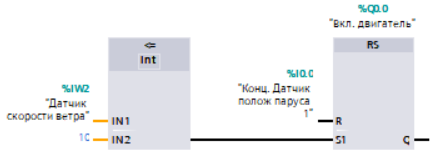 %Q0.0
"Вкл. двигатель"
<=
Int
RS
%IW2
"Датчик
скорости ветра"
IN1
IN2
%I0.0
"Конц. Датчик
полож паруса
1"
R
S1